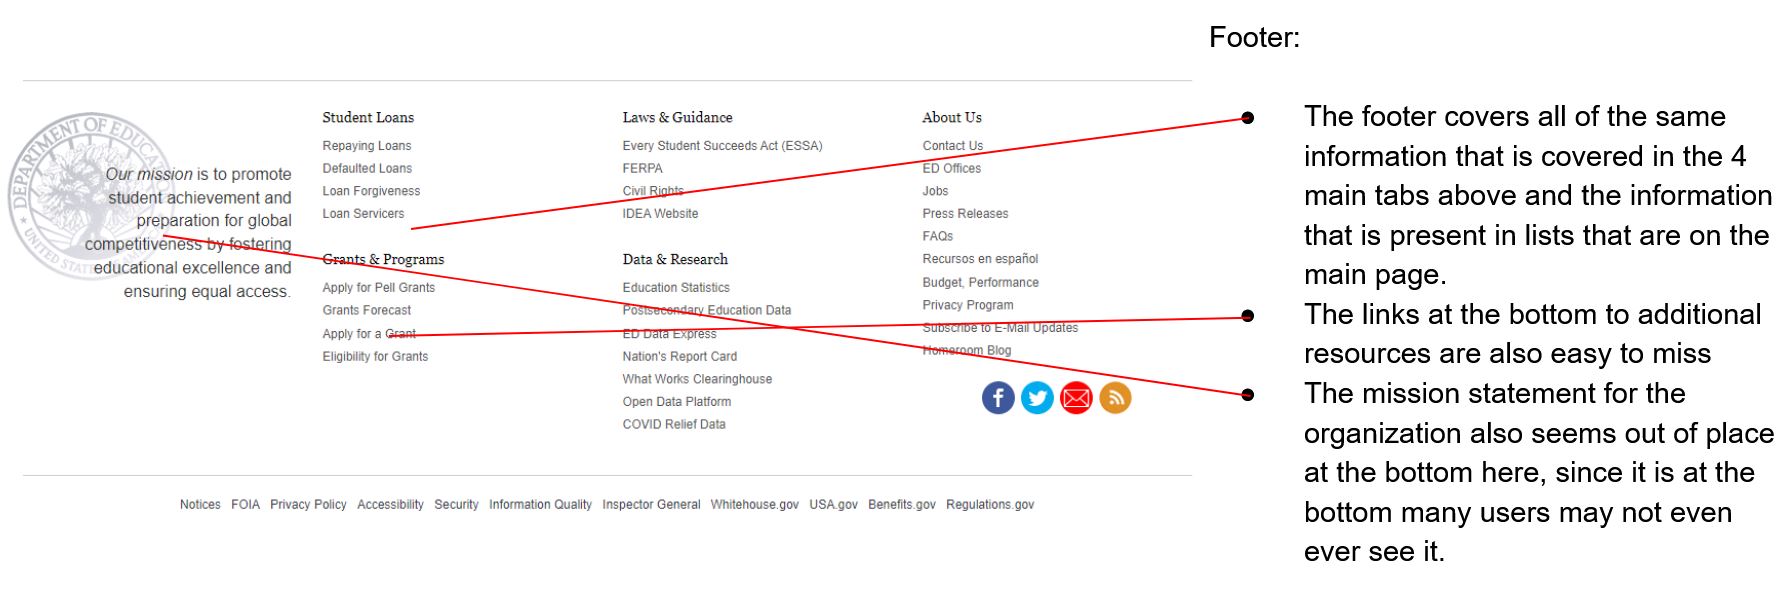 Footer:
DEPARTMENT OF EDUCATION
UNITED STATES OF AMERICA
Our mission is to promote
student achievement and
preparation for global
competitiveness by fostering
educational excellence and
ensuring equal access.
Student Loans
Repaying Loans
Defaulted Loans
Loan Forgiveness
Loan Servicers
Grants & Programs
Apply for Pell Grants
Grants Forecast
Apply for a Grant
Eligibility for Grants
Laws & Guidance
Every Student Succeeds Act (ESSA)
FERPA
Civil Rights
IDEA Website
Data & Research
Education Statistics
Postsecondary Education Data
ED Data Express
Nation's Report Card
What Works Clearinghouse
Open Data Platform
COVID Relief Data
About Us
Contact Us
ED Offices
Jobs
Press Releases
FAQs
Recursos en español
Budget, Performance
Privacy Program
Subscribe to E-Mail Updates
Homeroom Blog
Notices FOIA Privacy Policy Accessibility Security Information Quality Inspector General Whitehouse.gov USA.gov Benefits.gov Regulations.gov
The footer covers all of the same
information that is covered in the 4
main tabs above and the information
that is present in lists that are on the
main page.
The links at the bottom to additional
resources are also easy to miss
The mission statement for the
organization also seems out of place
at the bottom here, since it is at the
bottom many users may not even
ever see it.